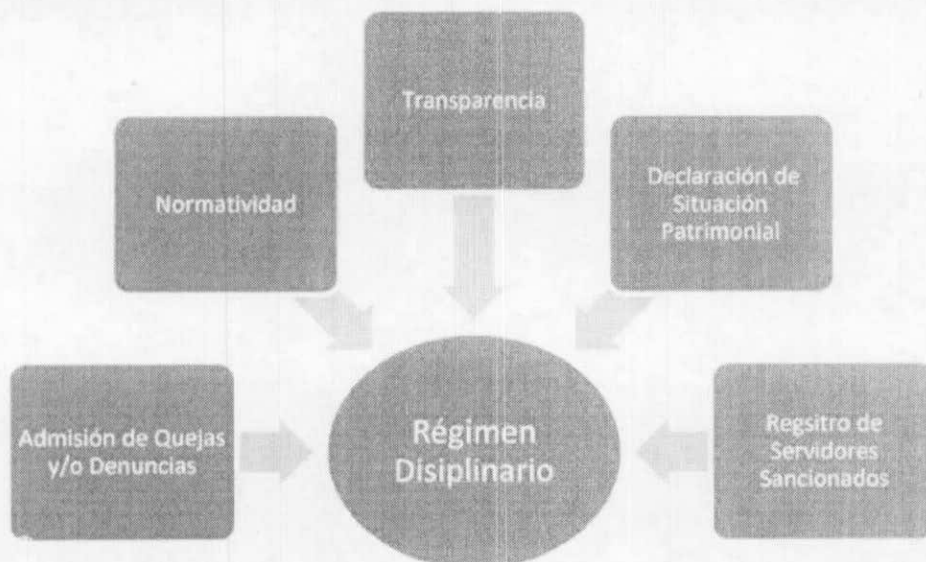 Transparencia
Normatividad
Declaración de
Situación
Patrimonial
Admisión de Quejas
y/o Denuncias
Régimen
Disiplinario
Regsitro de
Servidores
Sancionados